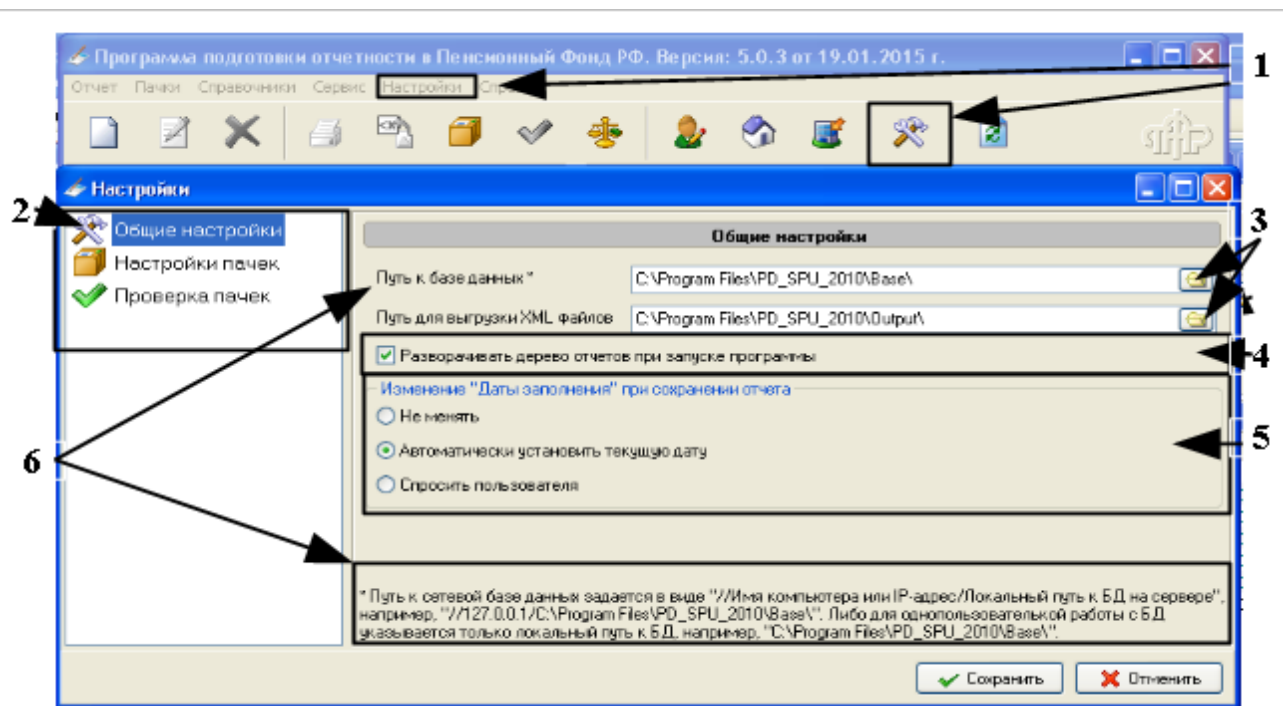 Программа подготовки отчетности в Пенсионный Фонд РФ. Версия: 5.0.3 от 19.01.2015 г.
1
Отчет Пачки Справочники Сервис Настройки
Настройки
2
Общие настройки
Настройки пачек
Проверка пачек
3
Общие настройки
Путь к базе данных * C:\Program Files\PD_SPU_2010\Base\
Путь для выгрузки XML файлов C:\Program Files\PD_SPU_2010\Output\
Разворачивать дерево отчетов при запуске программы
4
Изменение "Даты заполнения" при сохранении отчета
Не менять
Автоматически установить текущую дату
5
6
Спросить пользователя
* Путь к сетевой базе данных задается в виде "//Имя компьютера или IP-адрес/Локальный путь к БД на сервере",
например, "//127.0.0.1/C:\Program Files\PD_SPU_2010\Base\". Либо для однопользователькой работы с БД
указывается только локальный путь к БД, например, "C:\Program Files\PD_SPU_2010\Base\".
Сохранить Отменить